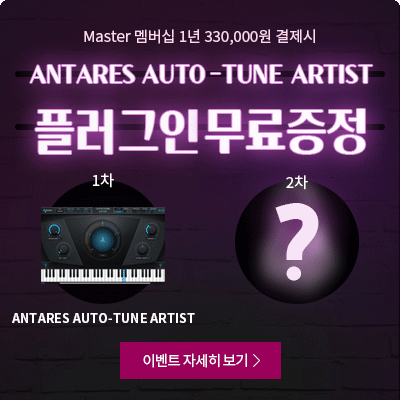 Master 멤버십 1년 330,000원 결제시
ANTARES AUTO-TUNE ARTIST
플러그인 무료증정
1차
2차
?
ANTARES AUTO-TUNE ARTIST
이벤트 자세히 보기 >